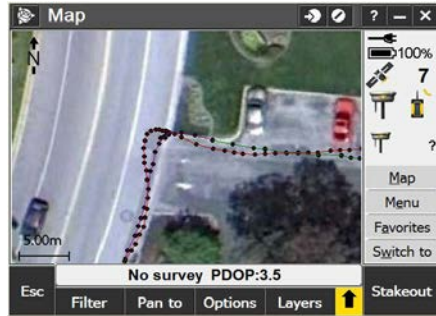 Map
? — ×
N
100%
7
?
5.00m
Map
Menu
Favorites
Switch to
No survey PDOP:3.5
Esc
Filter
Pan to
Options
Layers
Stakeout